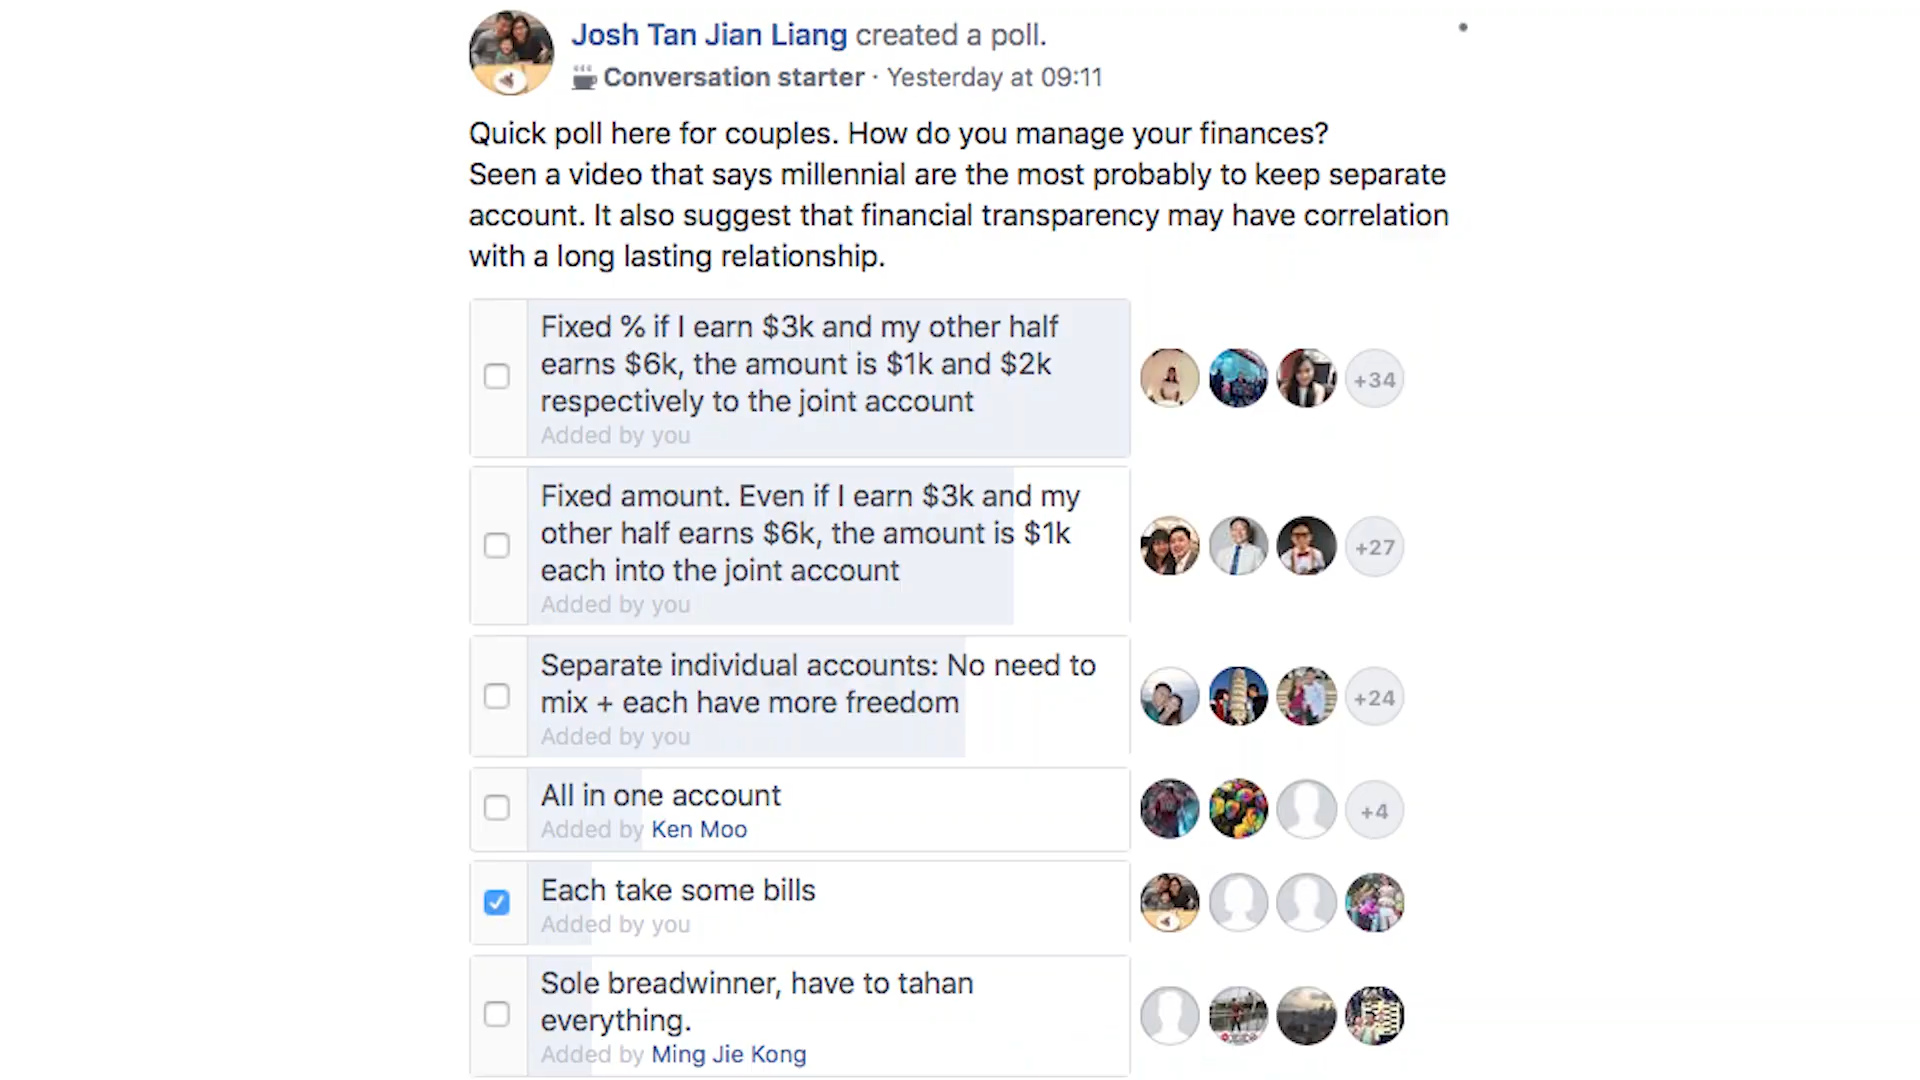 Josh Tan Jian Liang created a poll.
Conversation starter · Yesterday at 09:11
Quick poll here for couples. How do you manage your finances?
Seen a video that says millennial are the most probably to keep separate
account. It also suggest that financial transparency may have correlation
with a long lasting relationship.
Fixed % if I earn $3k and my other half
earns $6k, the amount is $1k and $2k
respectively to the joint account
Added by you
+34
Fixed amount. Even if I earn $3k and my
other half earns $6k, the amount is $1k
each into the joint account
Added by you
+27
Separate individual accounts: No need to
mix + each have more freedom
Added by you
+24
All in one account
Added by Ken Moo
+4
Each take some bills
Added by you
Sole breadwinner, have to tahan
everything.
Added by Ming Jie Kong